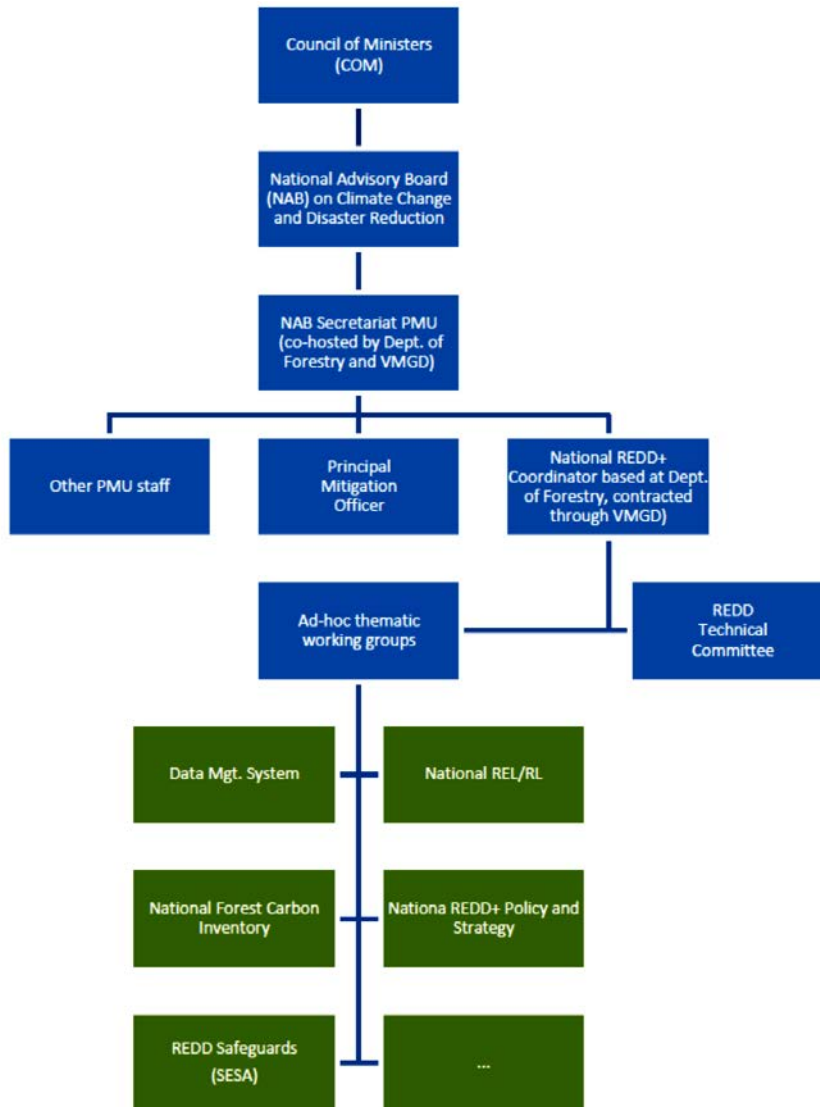 Council of Ministers
(COM)
National Advisory Board
(NAB) on Climate Change
and Disaster Reduction
NAB Secretariat PMU
(co-hosted by Dept. of
Forestry and VMGD)
Other PMU staff
Principal
Mitigation
Officer
National REDD+
Coordinator based at Dept.
of Forestry, contracted
through VMGD)
Ad-hoc thematic
working groups
REDD
Technical
Committee
Data Mgt. System
National REL/RL
National Forest Carbon
Inventory
Nationa REDD+ Policy and
Strategy
REDD Safeguards
(SESA)
...